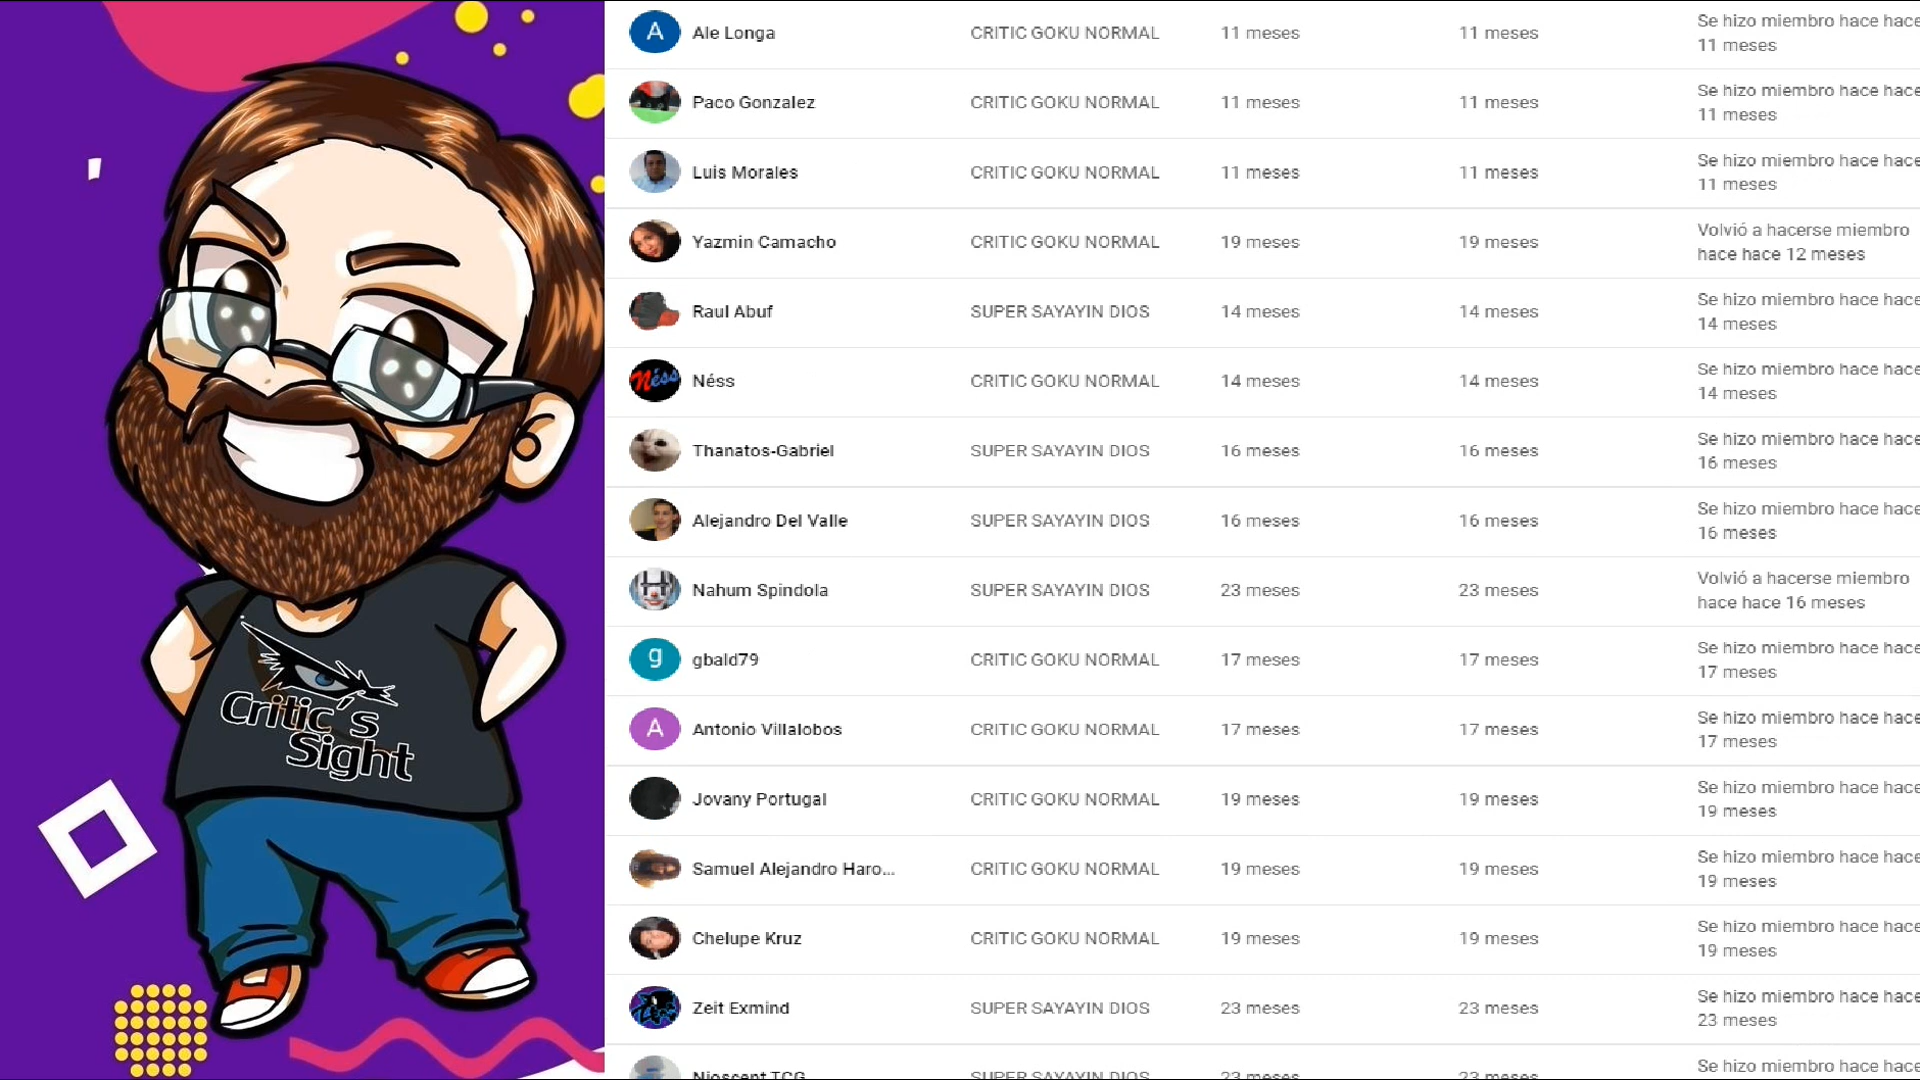 Critic's
Sight
A Ale Longa CRITIC GOKU NORMAL 11 meses 11 meses Se hizo miembro hace hace
11 meses
Paco Gonzalez CRITIC GOKU NORMAL 11 meses 11 meses Se hizo miembro hace hace
11 meses
Luis Morales CRITIC GOKU NORMAL 11 meses 11 meses Se hizo miembro hace hace
11 meses
Yazmin Camacho CRITIC GOKU NORMAL 19 meses 19 meses Volvió a hacerse miembro
hace hace 12 meses
Raul Abuf SUPER SAYAYIN DIOS 14 meses 14 meses Se hizo miembro hace hace
14 meses
Néss Néss CRITIC GOKU NORMAL 14 meses 14 meses Se hizo miembro hace hace
14 meses
Thanatos-Gabriel SUPER SAYAYIN DIOS 16 meses 16 meses Se hizo miembro hace hace
16 meses
Alejandro Del Valle SUPER SAYAYIN DIOS 16 meses 16 meses Se hizo miembro hace hace
16 meses
Nahum Spindola SUPER SAYAYIN DIOS 23 meses 23 meses Volvió a hacerse miembro
hace hace 16 meses
g gbald79 CRITIC GOKU NORMAL 17 meses 17 meses Se hizo miembro hace hace
17 meses
A Antonio Villalobos CRITIC GOKU NORMAL 17 meses 17 meses Se hizo miembro hace hace
17 meses
Jovany Portugal CRITIC GOKU NORMAL 19 meses 19 meses Se hizo miembro hace hace
19 meses
Samuel Alejandro Haro... CRITIC GOKU NORMAL 19 meses 19 meses Se hizo miembro hace hace
19 meses
Chelupe Kruz CRITIC GOKU NORMAL 19 meses 19 meses Se hizo miembro hace hace
19 meses
Zeit Exmind SUPER SAYAYIN DIOS 23 meses 23 meses Se hizo miembro hace hace
23 meses
Nioscent TCG SUPER SAYAYIN DIOS 23 meses 23 meses Se hizo miembro hace hace